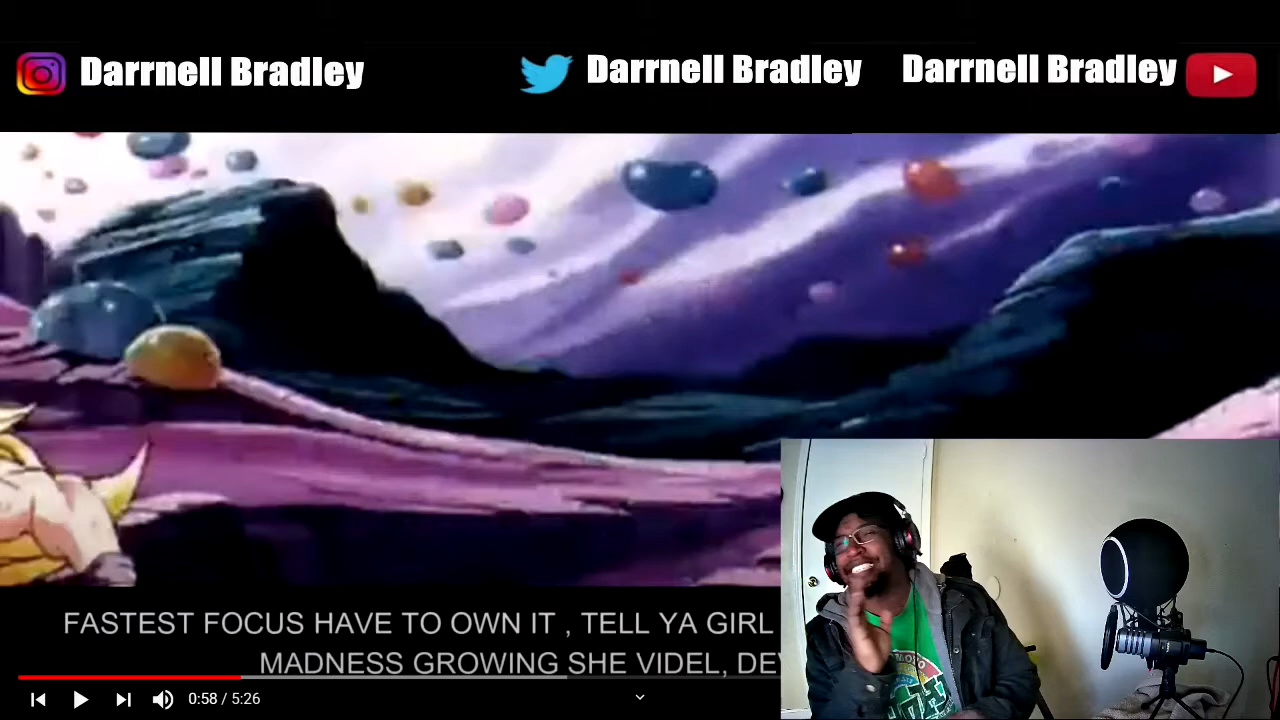 Darrnell Bradley
Darrnell Bradley
Darrnell Bradley
FASTEST FOCUS HAVE TO OWN IT , TELL YA GIRL
MADNESS GROWING SHE VIDEL,
0:58 / 5:26